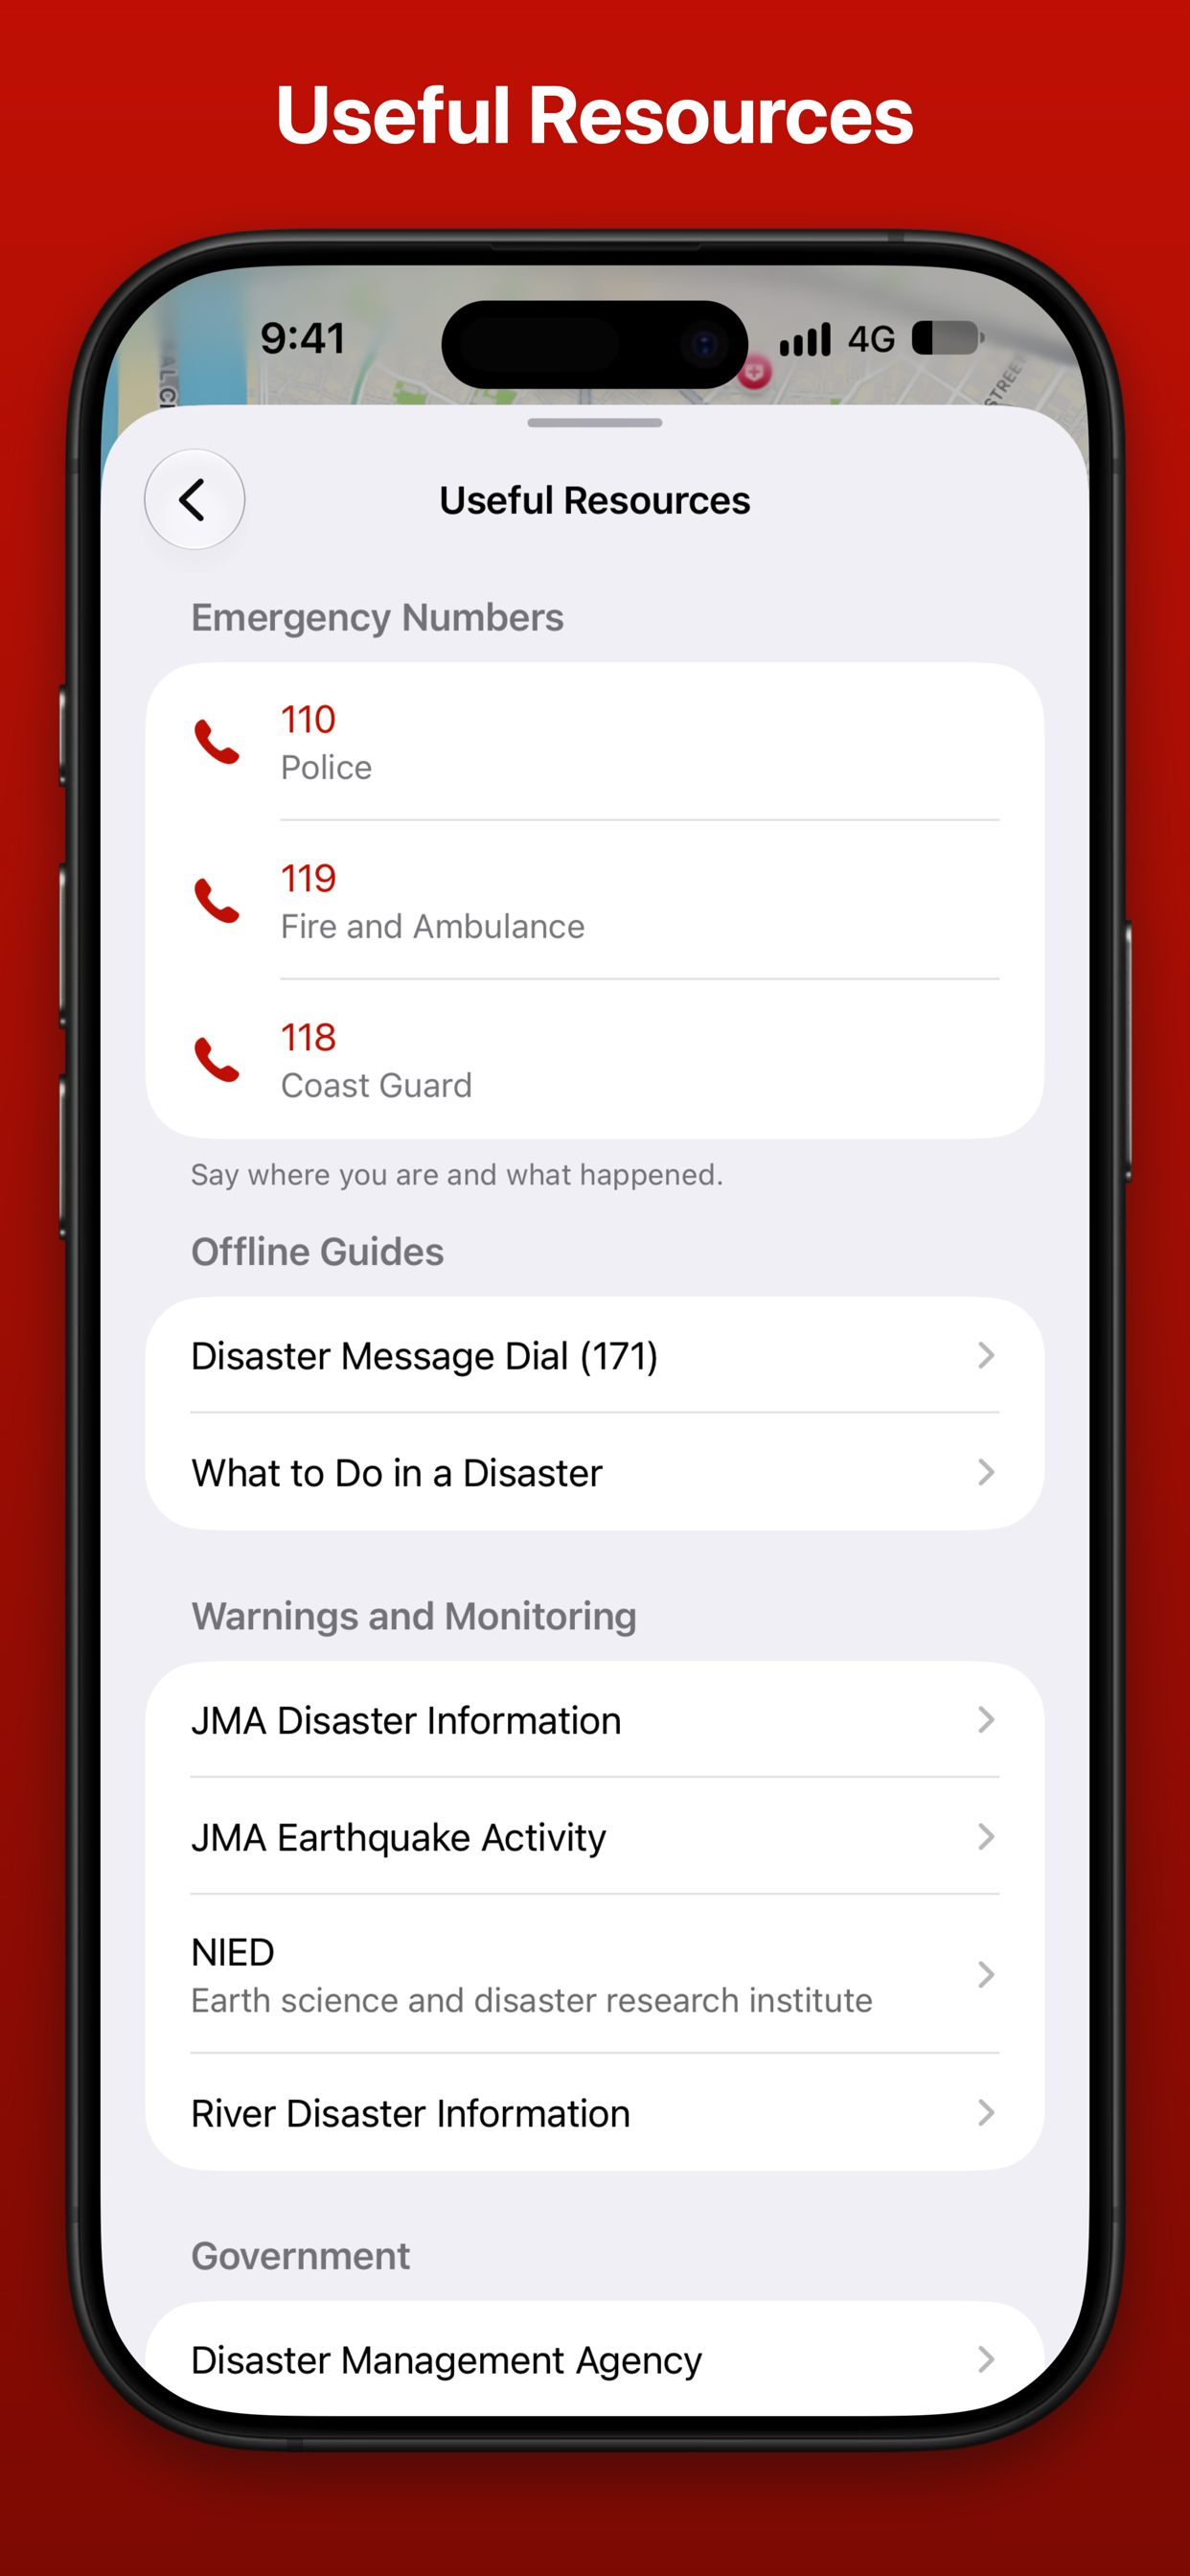 Useful Resources
9:41
4G
STREET
Useful Resources
Emergency Numbers
110
Police
119
Fire and Ambulance
118
Coast Guard
Say where you are and what happened.
Offline Guides
Disaster Message Dial (171)
What to Do in a Disaster
Warnings and Monitoring
JMA Disaster Information
JMA Earthquake Activity
NIED
Earth science and disaster research institute
River Disaster Information
Government
Disaster Management Agency